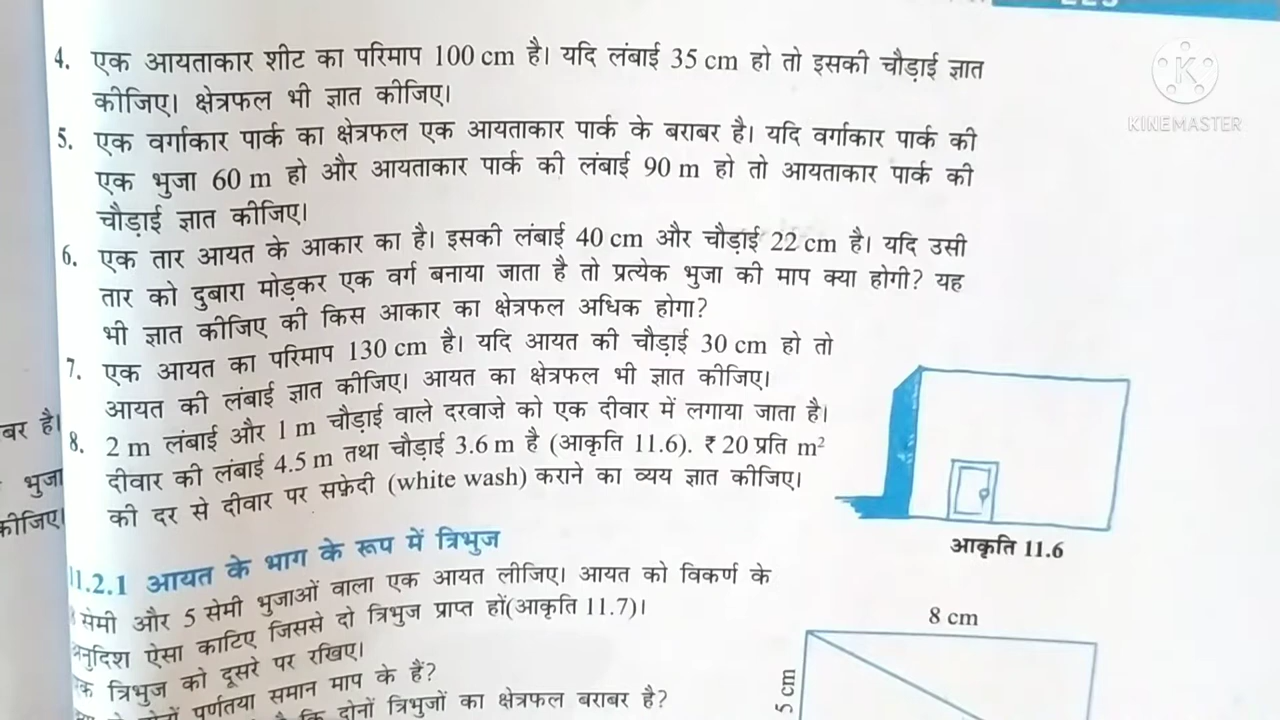 4. एक आयताकार शीट का परिमाप 100 cm है। यदि लंबाई 35 cm हो तो इसकी चौड़ाई ज्ञात
कीजिए। क्षेत्रफल भी ज्ञात कीजिए।
5. एक वर्गाकार पार्क का क्षेत्रफल एक आयताकार पार्क के बराबर है। यदि वर्गाकार पार्क की
एक भुजा 60 m हो और आयताकार पार्क की लंबाई 90 m हो तो आयताकार पार्क की
चौड़ाई ज्ञात कीजिए।
6. एक तार आयत के आकार का है। इसकी लंबाई 40 cm और चौड़ाई 22 cm है। यदि उसी
तार को दुबारा मोड़कर एक वर्ग बनाया जाता है तो प्रत्येक भुजा की माप क्या होगी? यह
भी ज्ञात कीजिए की किस आकार का क्षेत्रफल अधिक होगा?
7. एक आयत का परिमाप 130 cm है। यदि आयत की चौड़ाई 30 cm हो तो
आयत की लंबाई ज्ञात कीजिए। आयत का क्षेत्रफल भी ज्ञात कीजिए।
8. 2 m लंबाई और 1 m चौड़ाई वाले दरवाज़े को एक दीवार में लगाया जाता है।
दीवार की लंबाई 4.5 m तथा चौड़ाई 3.6 m है (आकृति 11.6). ₹ 20 प्रति m²
की दर से दीवार पर सफ़ेदी (white wash) कराने का व्यय ज्ञात कीजिए।
आकृति 11.6
11.2.1 आयत के भाग के रूप में त्रिभुज
सेमी और 5 सेमी भुजाओं वाला एक आयत लीजिए। आयत को विकर्ण के
अनुदिश ऐसा काटिए जिससे दो त्रिभुज प्राप्त हों(आकृति 11.7)।
त्रिभुज को दूसरे पर रखिए।
पूर्णतया समान माप के हैं?
कि दोनों त्रिभुजों का क्षेत्रफल बराबर है?
8 cm
5 cm
बर है।
भुजा
कीजिए।
KINEMASTER